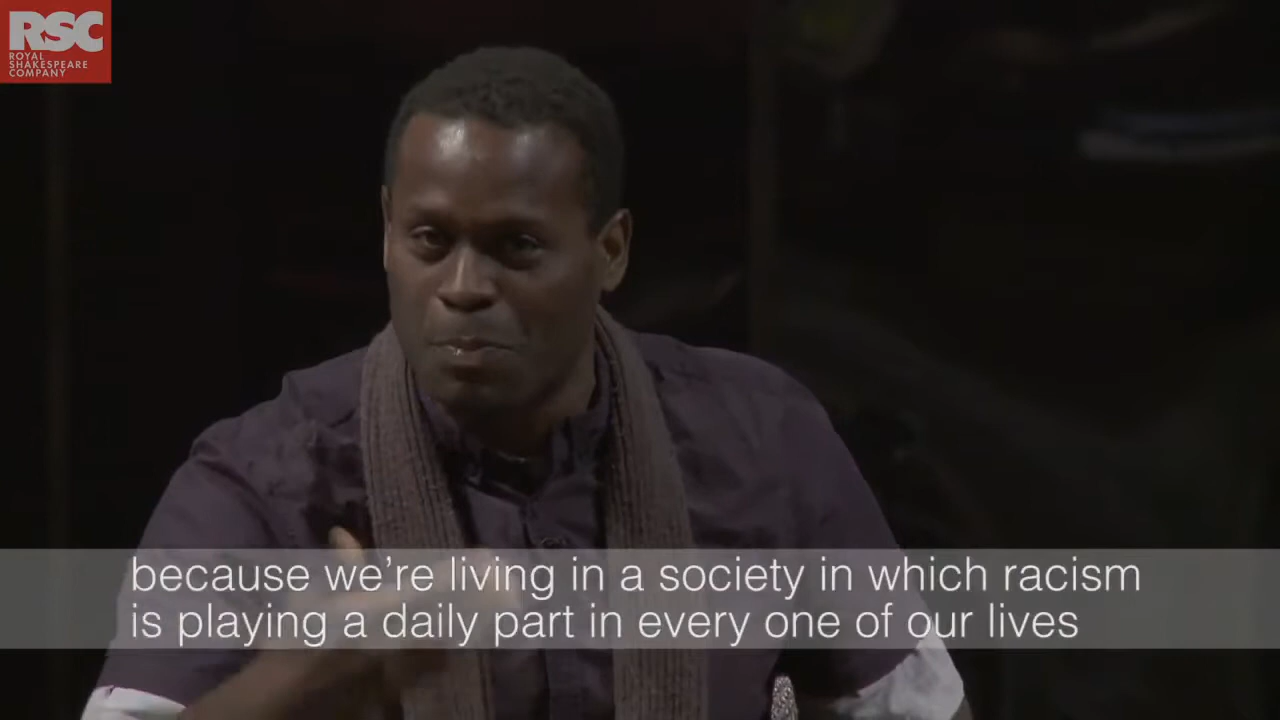 RSC
ROYAL
SHAKESPEARE
COMPANY
because we’re living in a society in which racism
is playing a daily part in every one of our lives